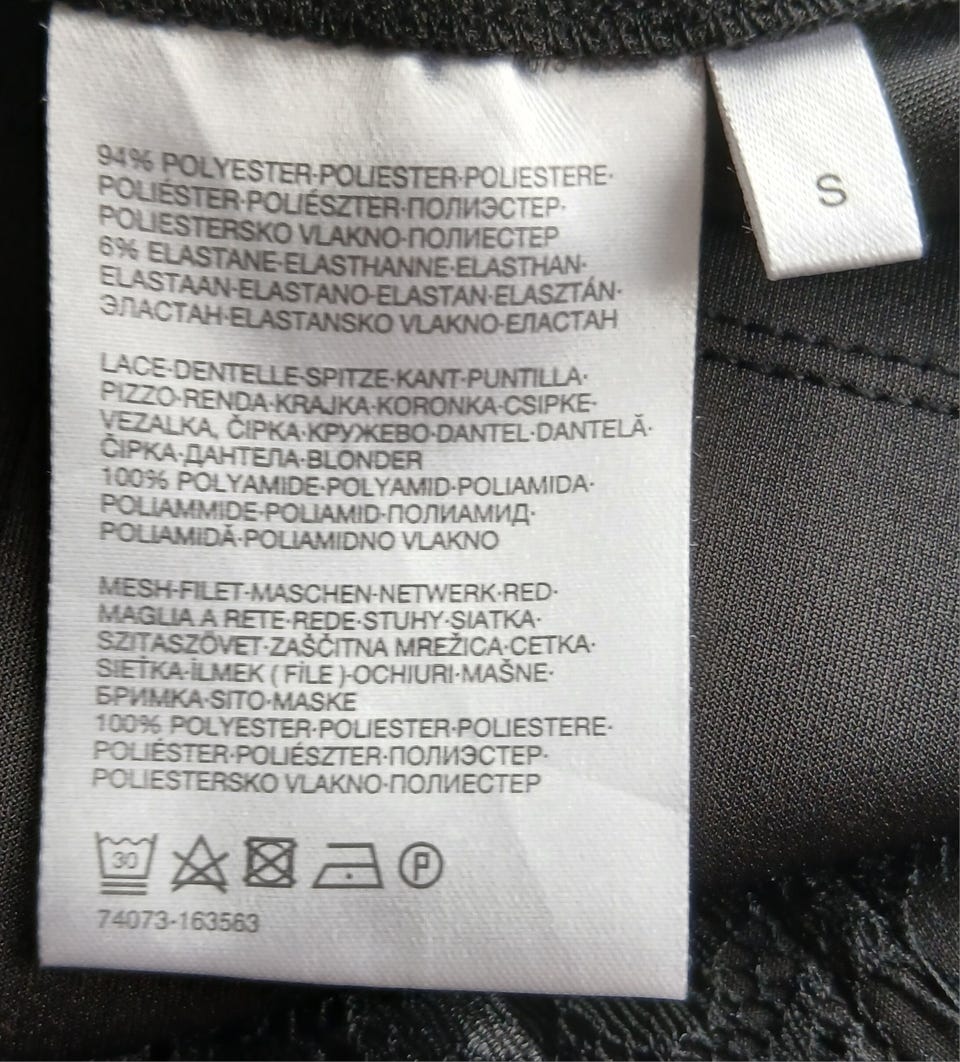 94% POLYESTER·POLIESTER·POLIESTERE·
POLIÉSTER·POLIÉSZTER·ПОЛИЭСТЕР·
POLIESTERSKO VLAKNO·ПОЛИЕСТЕР
6% ELASTANE·ELASTHANNE·ELASTHAN·
ELASTAAN·ELASTANO·ELASTAN·ELASZTÁN·
ЭЛАСТАН·ELASTANSKO VLAKNO·ЕЛАСТАН
LACE·DENTELLE·SPITZE·KANT·PUNTILLA·
PIZZO·RENDA·KRAJKA·KORONKA·CSIPKE·
VEZALKA, ČIPKA·КРУЖЕВО·DANTEL·DANTELĂ·
ČIPKA·ДАНТЕЛА·BLONDER
100% POLYAMIDE·POLYAMID·POLIAMIDA·
POLIAMMIDE·POLIAMID·ПОЛИАМИД·
POLIAMIDĂ·POLIAMIDNO VLAKNO
MESH·FILET·MASCHEN·NETWERK·RED·
MAGLIA A RETE·REDE·STUHY·SIATKA·
SZITASZÖVET·ZAŠČITNA MREŽICA·СЕТКА·
SIEŤKA·İLMEK ( FİLE )·OCHIURI·MAŠNE·
БРИМКА·SITO·MASKE
100% POLYESTER·POLIESTER·POLIESTERE·
POLIÉSTER·POLIÉSZTER·ПОЛИЭСТЕР·
POLIESTERSKO VLAKNO·ПОЛИЕСТЕР
30 P
74073-163563
S